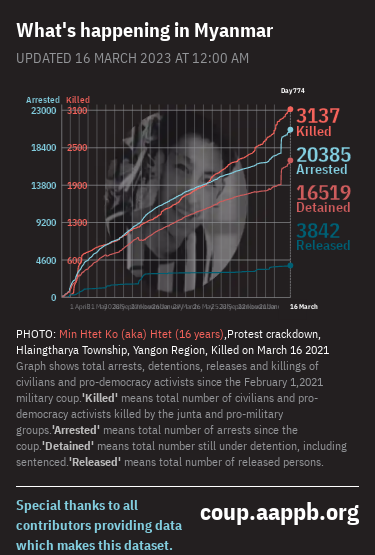 What's happening in Myanmar
UPDATED 16 MARCH 2023 AT 12:00 AM
Day774
Arrested Killed
23000 3100
18400 2500
13800 1900
9200 1300
4600 600
0
3137
Killed
20385
Arrested
16519
Detained
3842
Released
16 March
PHOTO: Min Htet Ko (aka) Htet (16 years),Protest crackdown,
Hlaingtharya Township, Yangon Region, Killed on March 16 2021
Graph shows total arrests, detentions, releases and killings of
civilians and pro-democracy activists since the February 1,2021
military coup.'Killed' means total number of civilians and pro-
democracy activists killed by the junta and pro-military
groups.'Arrested' means total number of arrests since the
coup.'Detained' means total number still under detention, including
sentenced.'Released' means total number of released persons.
Special thanks to all
contributors providing data
which makes this dataset.
coup.aappb.org